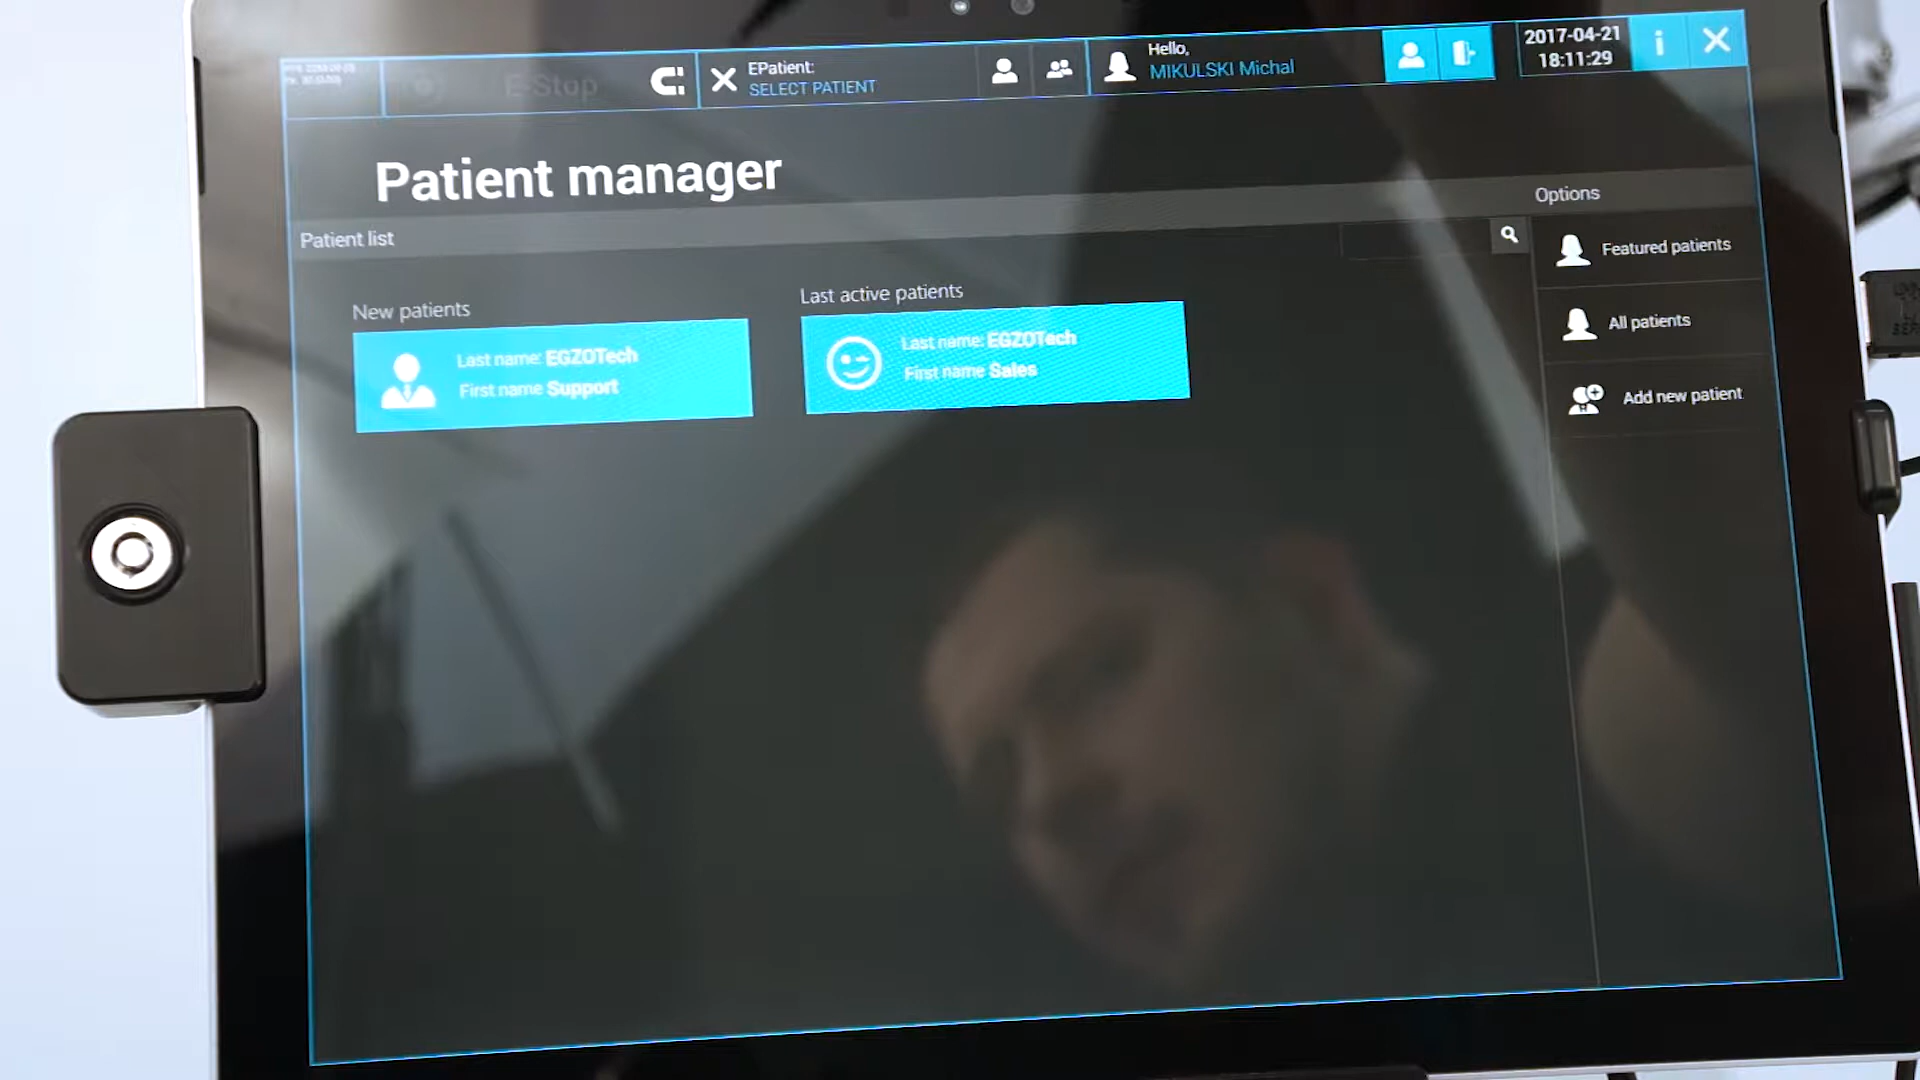 E-Stop
EPatient:
SELECT PATIENT
Hello,
MIKULSKI Michal
2017-04-21
18:11:29
i
Patient manager
Options
Patient list
Featured patients
New patients
Last active patients
Last name: EGZOTech
First name Support
Last name: EGZOTech
First name Sales
All patients
Add new patient